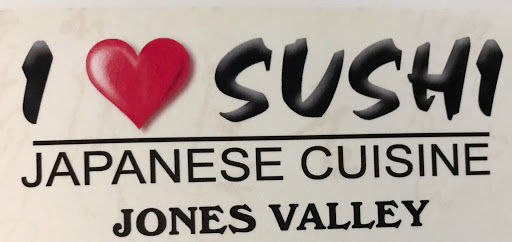 I ❤ SUSHI
JAPANESE CUISINE
JONES VALLEY